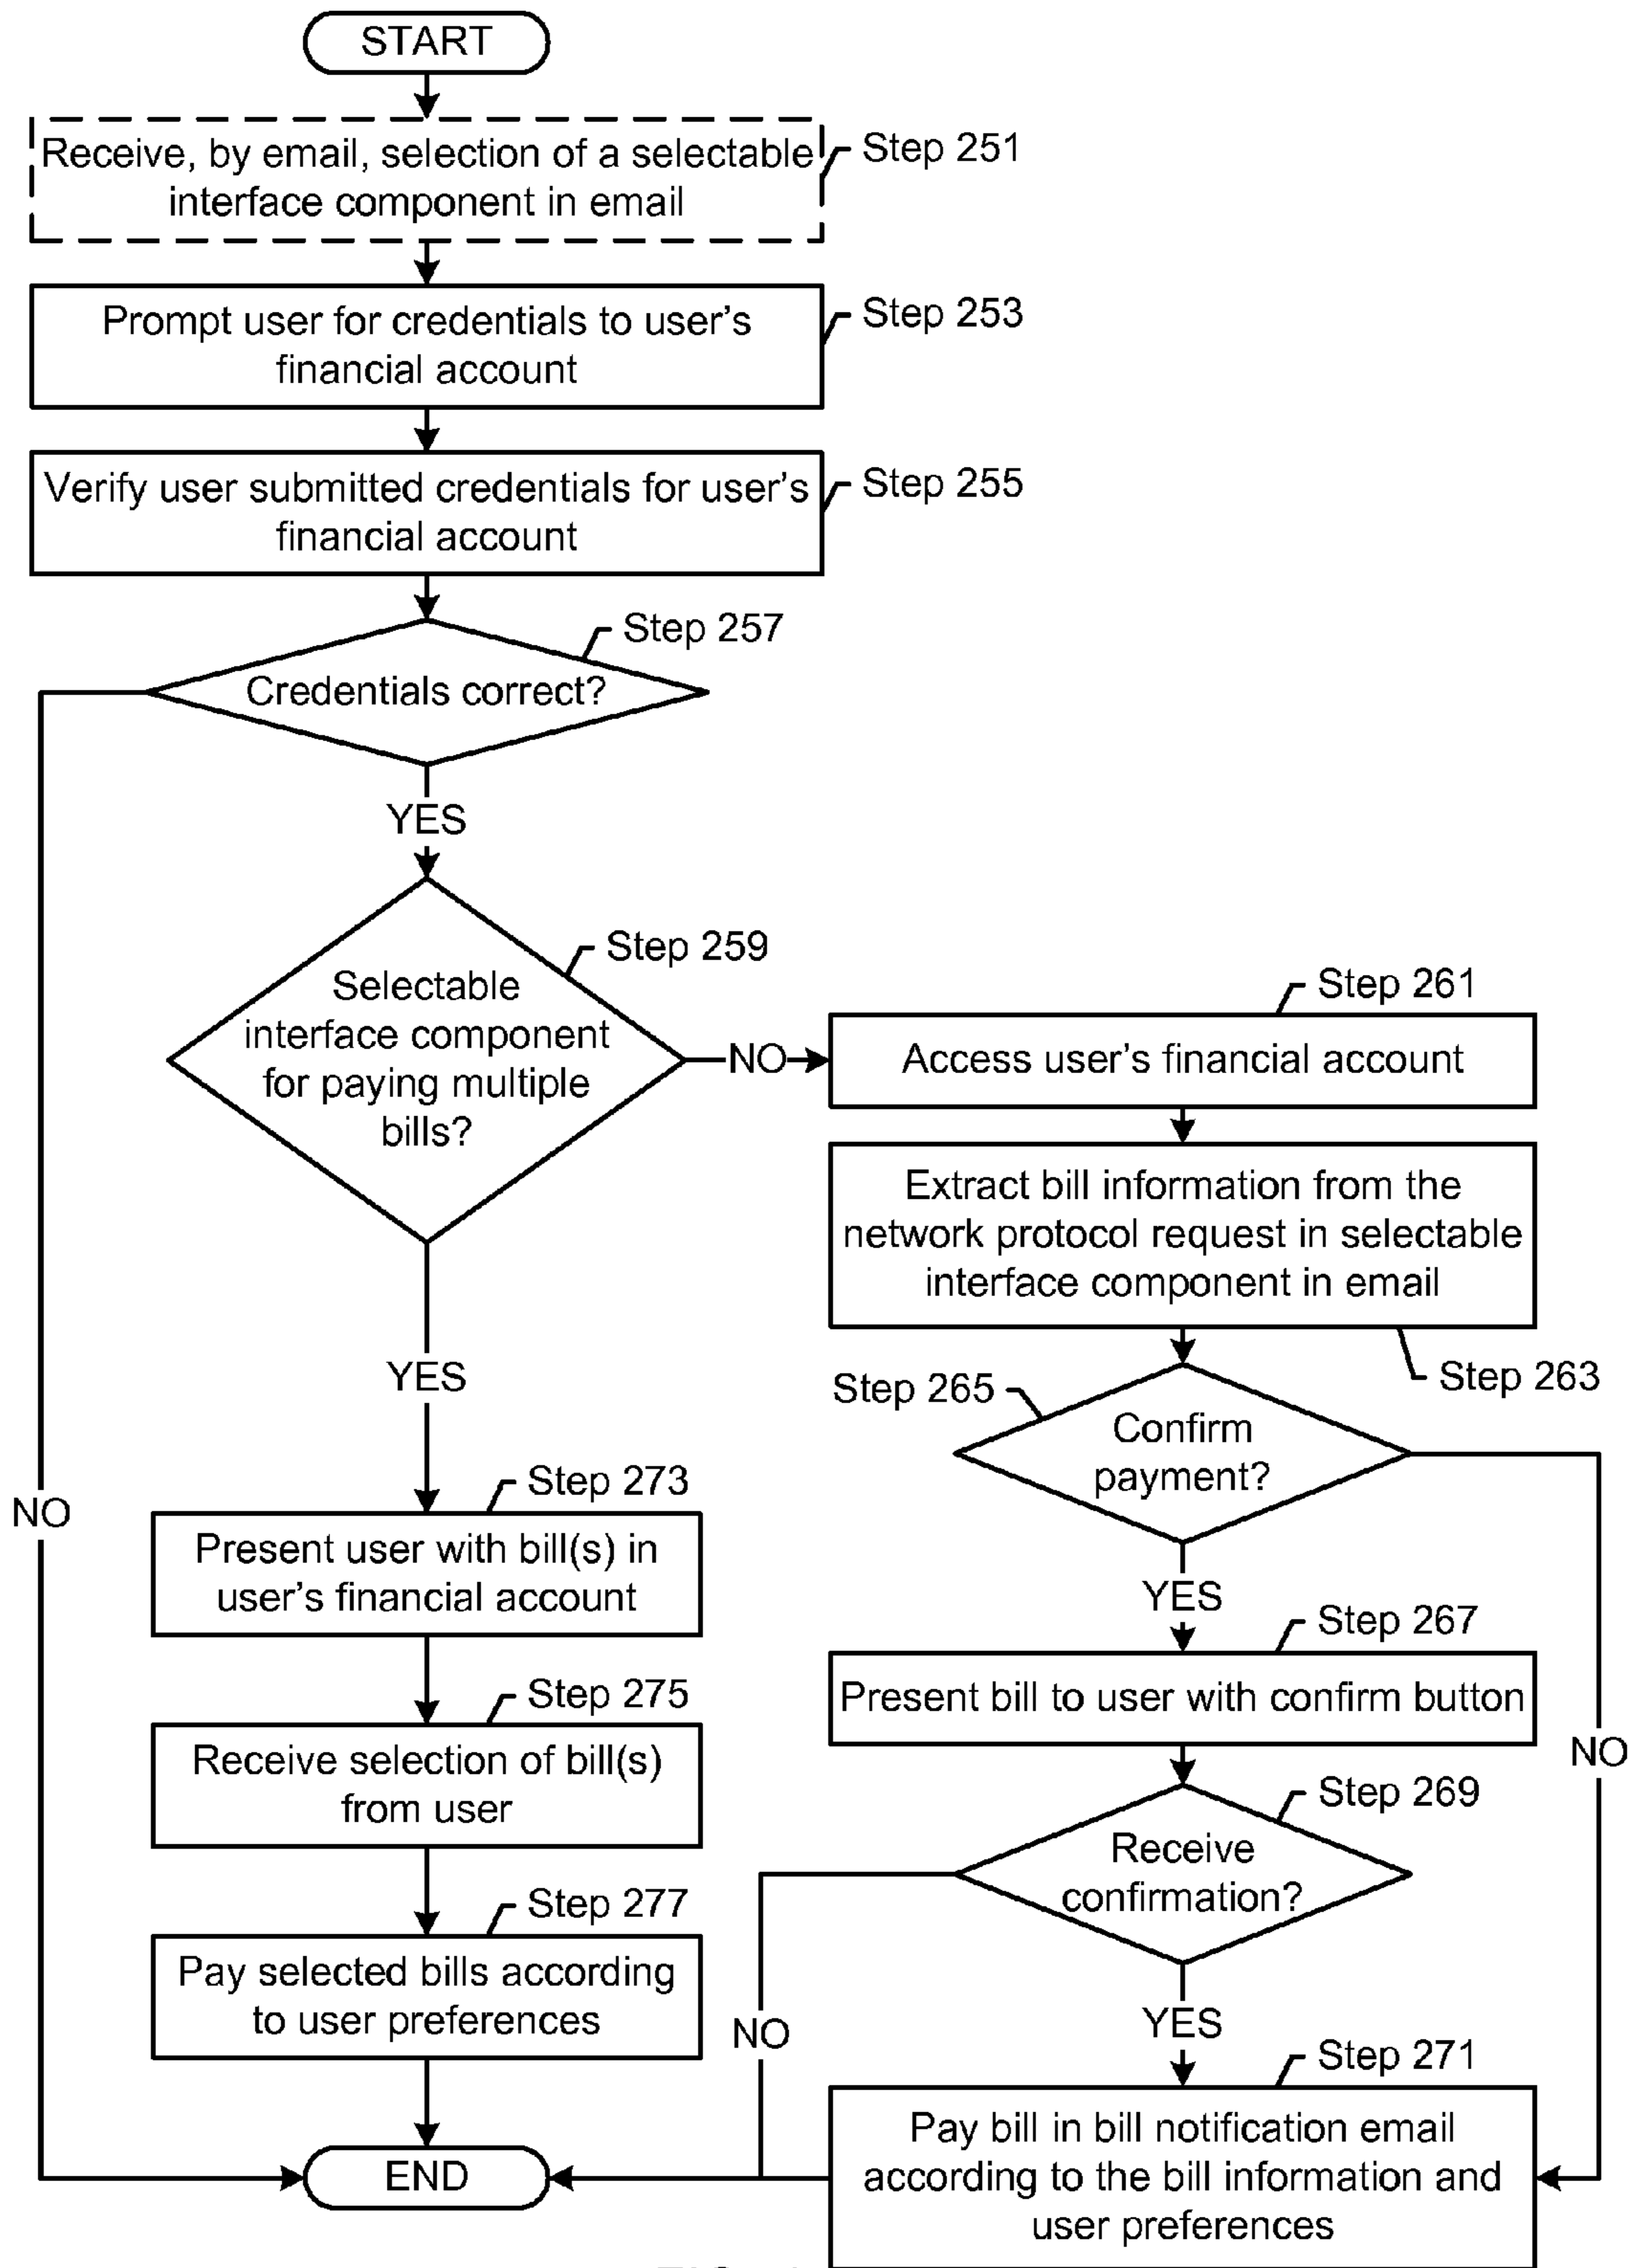 START
Receive, by email, selection of a selectable
interface component in email
Step 251
Prompt user for credentials to user's
financial account
Step 253
Verify user submitted credentials for user's
financial account
Step 255
Step 257
Credentials correct?
YES
Step 259
Selectable
interface component
for paying multiple
bills?
NO
Step 261
Access user's financial account
Extract bill information from the
network protocol request in selectable
interface component in email
Step 263
Step 265
Confirm
payment?
YES
YES
Step 267
Present bill to user with confirm button
NO
Step 269
Receive
confirmation?
NO
YES
Step 271
Pay bill in bill notification email
according to the bill information and
user preferences
Step 273
Present user with bill(s) in
user's financial account
NO
Step 275
Receive selection of bill(s)
from user
Step 277
Pay selected bills according
to user preferences
END